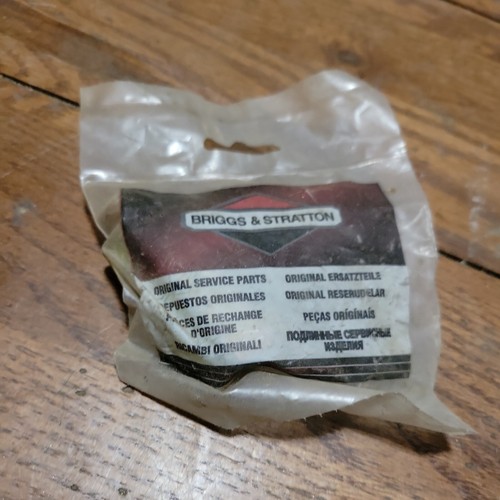 BRIGGS & STRATTON
ORIGINAL SERVICE PARTS
REPUESTOS ORIGINALES
PIÈCES DE RECHANGE
D'ORIGINE
RICAMBI ORIGINALI
ORIGINAL ERSATZTEILE
ORIGINAL RESERUDELAR
PEÇAS ORIGINAIS
ПОДЛИННЫЕ СЕРВИСНЫЕ
ИЗДЕЛИЯ